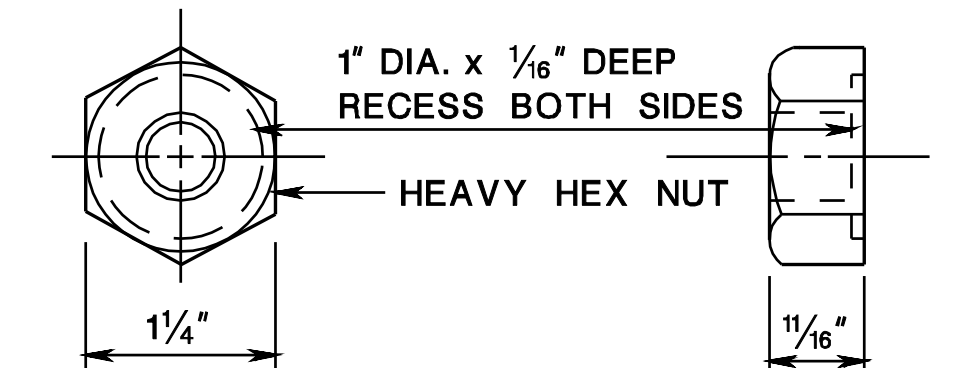 1" DIA. x 1/16" DEEP
RECESS BOTH SIDES
HEAVY HEX NUT
1 1/4"
11/16"